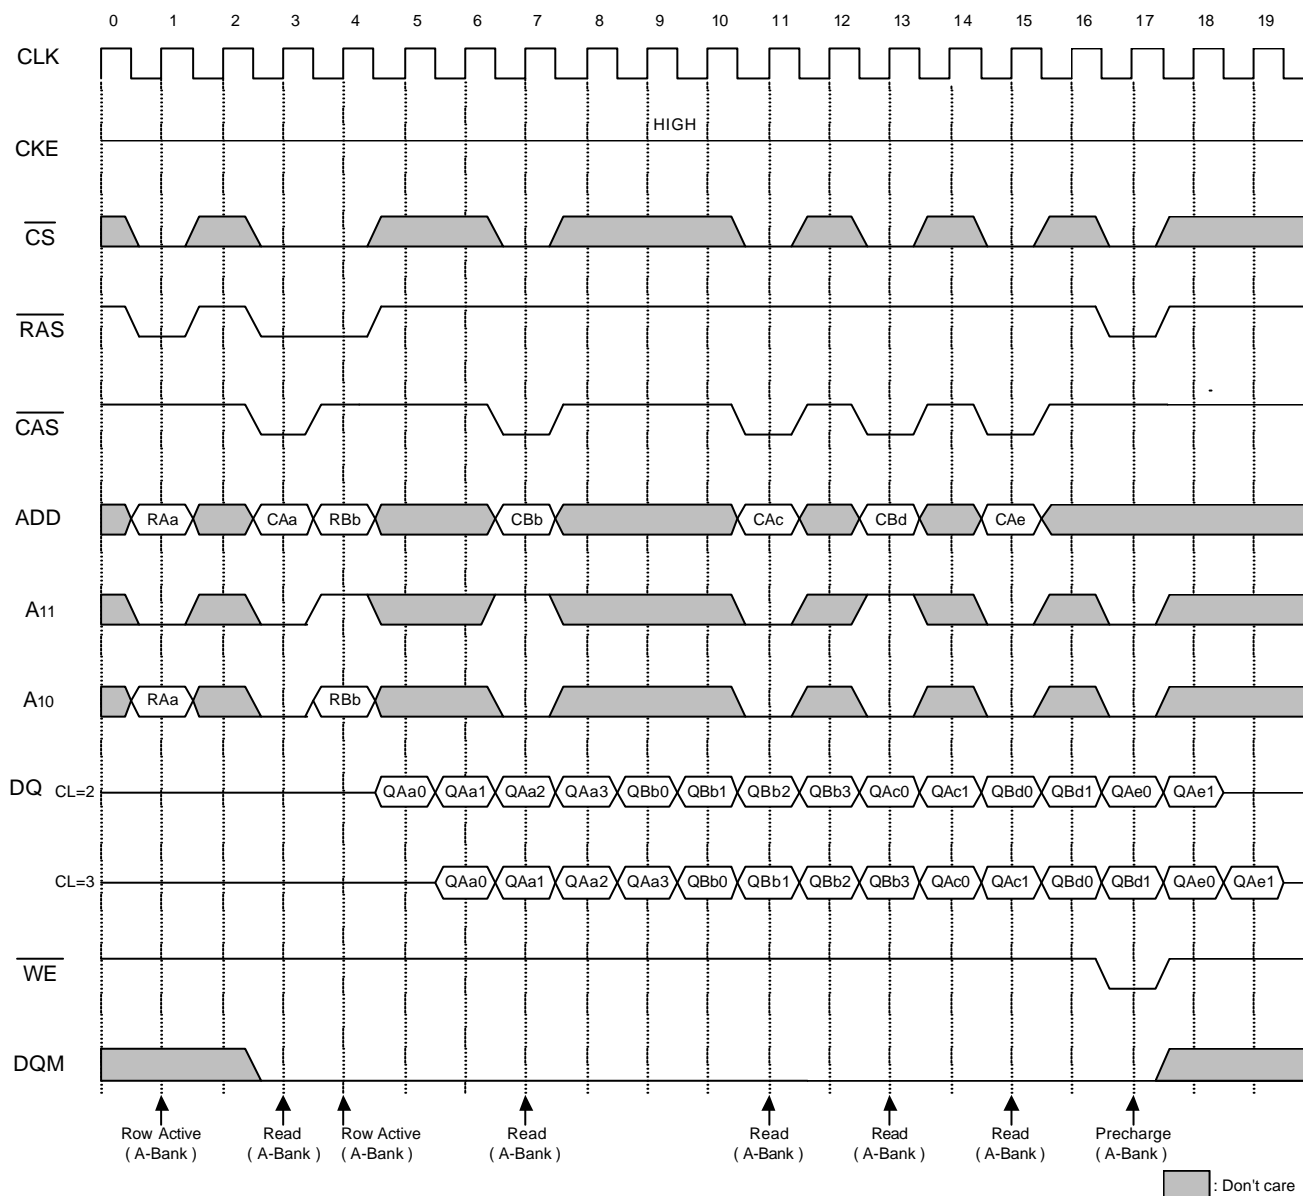 0 1 2 3 4 5 6 7 8 9 10 11 12 13 14 15 16 17 18 19
CLK
HIGH
CKE
CS
RAS
CAS
ADD RAa CAa RBb CBb CAc CBd CAe
A11
A10 RAa RBb
DQ CL=2 QAa0 QAa1 QAa2 QAa3 QBb0 QBb1 QBb2 QBb3 QAc0 QAc1 QBd0 QBd1 QAe0 QAe1
CL=3 QAa0 QAa1 QAa2 QAa3 QBb0 QBb1 QBb2 QBb3 QAc0 QAc1 QBd0 QBd1 QAe0 QAe1
WE
DQM
Row Active Read Row Active Read Read Read Read Precharge
( A-Bank ) ( A-Bank ) ( A-Bank ) ( A-Bank ) ( A-Bank ) ( A-Bank ) ( A-Bank ) ( A-Bank )
: Don't care